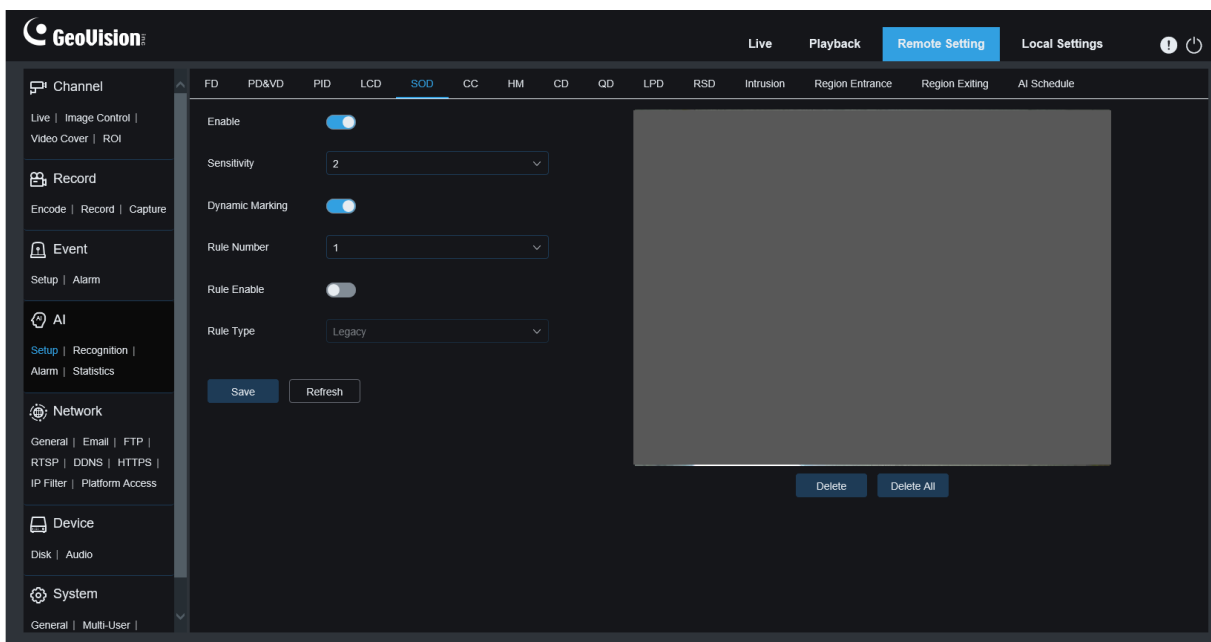 GeoVision Inc
Live Playback Remote Setting Local Settings
Channel
Live | Image Control |
Video Cover | ROI
Record
Encode | Record | Capture
Event
Setup | Alarm
AI
Setup | Recognition |
Alarm | Statistics
Network
General | Email | FTP |
RTSP | DDNS | HTTPS |
IP Filter | Platform Access
Device
Disk | Audio
System
General | Multi-User |
FD PD&VD PID LCD SOD CC HM CD QD LPD RSD Intrusion Region Entrance Region Exiting AI Schedule
Enable
Sensitivity 2
Dynamic Marking
Rule Number 1
Rule Enable
Rule Type Legacy
Save Refresh
Delete Delete All